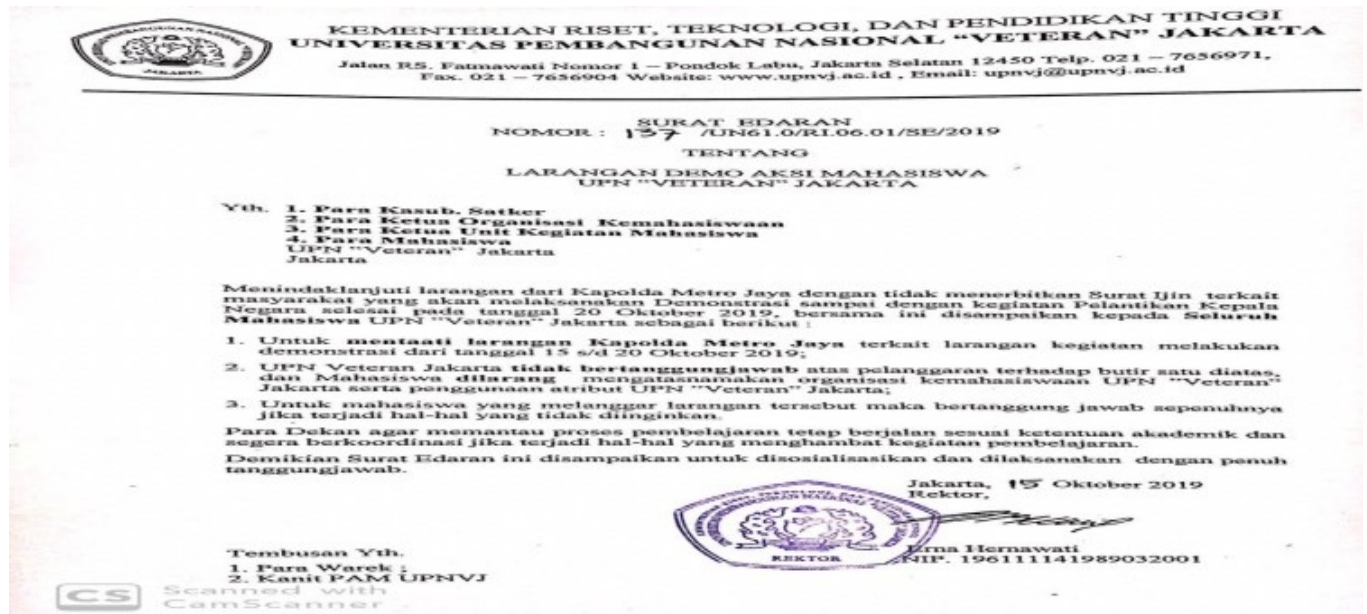 KEMENTERIAN RISET, TEKNOLOGI, DAN PENDIDIKAN TINGGI
UNIVERSITAS PEMBANGUNAN NASIONAL "VETERAN" JAKARTA
Jalan RS. Fatmawati Nomor 1 – Pondok Labu, Jakarta Selatan 12450 Telp. 021 – 7656971,
Fax. 021 – 7656904 Website: www.upnvj.ac.id , Email: upnvj@upnvj.ac.id
JAKARTA
SURAT EDARAN
NOMOR : 137 /UN61.0/RI.06.01/SE/2019
TENTANG
LARANGAN DEMO AKSI MAHASISWA
UPN "VETERAN" JAKARTA
Yth. 1. Para Kasub. Satker
2. Para Ketua Organisasi Kemahasiswaan
3. Para Ketua Unit Kegiatan Mahasiswa
4. Para Mahasiswa
UPN "Veteran" Jakarta
Jakarta
Menindaklanjuti larangan dari Kapolda Metro Jaya dengan tidak menerbitkan Surat Ijin terkait
masyarakat yang akan melaksanakan Demonstrasi sampai dengan kegiatan Pelantikan Kepala
Negara selesai pada tanggal 20 Oktober 2019, bersama ini disampaikan kepada Seluruh
Mahasiswa UPN "Veteran" Jakarta sebagai berikut :
1. Untuk mentaati larangan Kapolda Metro Jaya terkait larangan kegiatan melakukan
demonstrasi dari tanggal 15 s/d 20 Oktober 2019;
2. UPN Veteran Jakarta tidak bertanggungjawab atas pelanggaran terhadap butir satu diatas,
dan Mahasiswa dilarang mengatasnamakan organisasi kemahasiswaan UPN "Veteran"
Jakarta serta penggunaan atribut UPN "Veteran" Jakarta;
3. Untuk mahasiswa yang melanggar larangan tersebut maka bertanggung jawab sepenuhnya
jika terjadi hal-hal yang tidak diinginkan.
Para Dekan agar memantau proses pembelajaran tetap berjalan sesuai ketentuan akademik dan
segera berkoordinasi jika terjadi hal-hal yang menghambat kegiatan pembelajaran.
Demikian Surat Edaran ini disampaikan untuk disosialisasikan dan dilaksanakan dengan penuh
tanggungjawab.
Jakarta, 15 Oktober 2019
Rektor,
REKTOR
Erna Hernawati
NIP. 196111141989032001
Tembusan Yth.
1. Para Warek ;
2. Kanit PAM UPNVJ
CS Scanned with
CamScanner